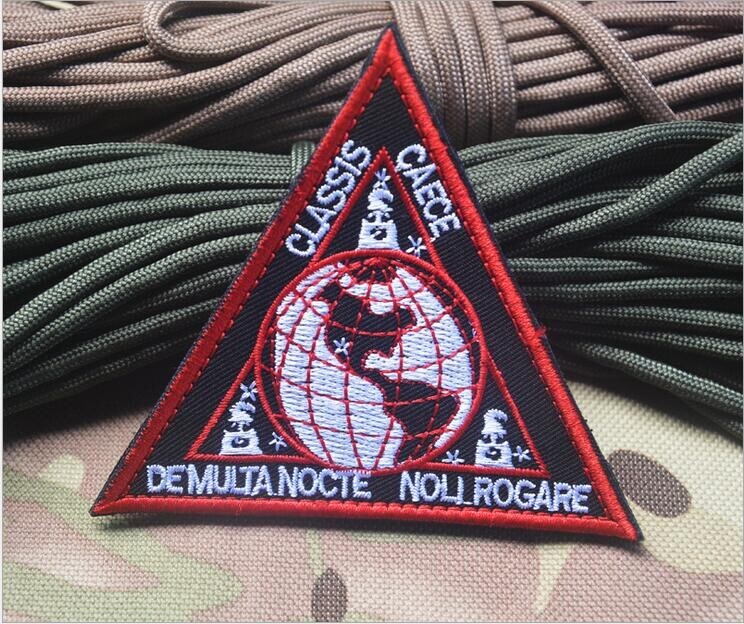 CLASSIS CAECE
DE MULTA.NOCTE NOLI.ROGARE